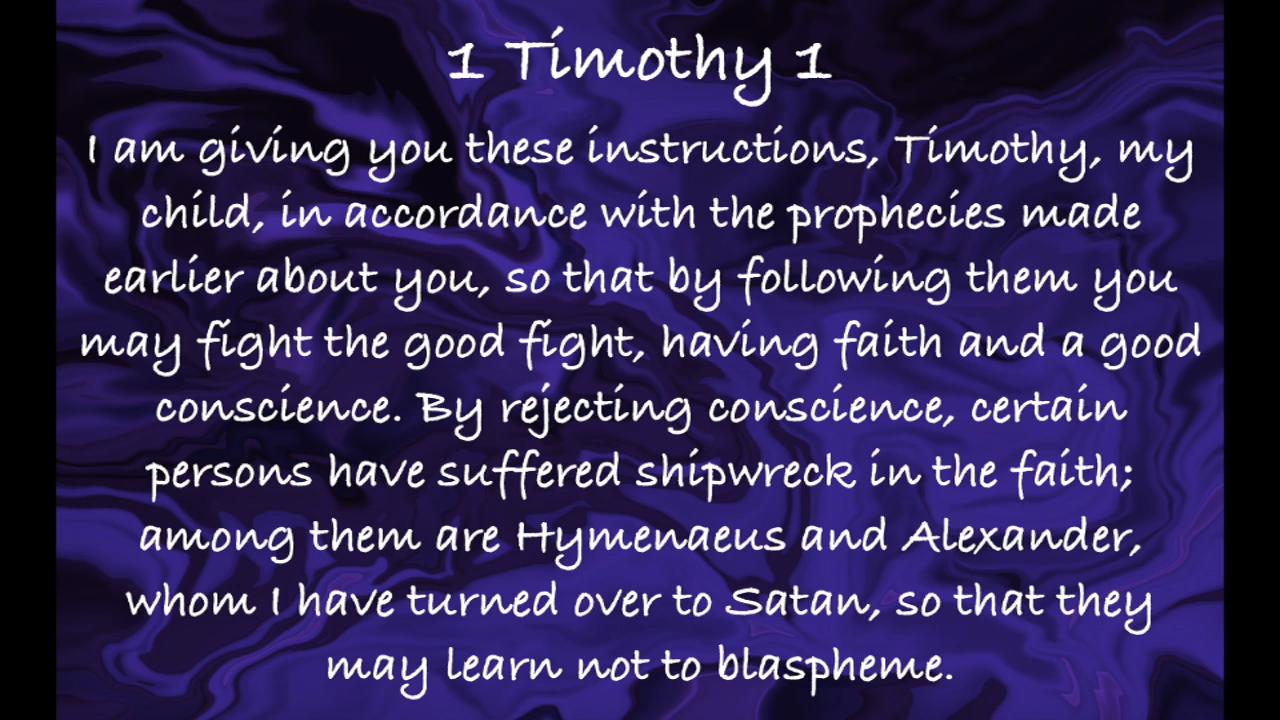 1 Timothy 1
I am giving you these instructions, Timothy, my
child, in accordance with the prophecies made
earlier about you, so that by following them you
may fight the good fight, having faith and a good
conscience. By rejecting conscience, certain
persons have suffered shipwreck in the faith;
among them are Hymenaeus and Alexander,
whom I have turned over to Satan, so that they
may learn not to blaspheme.